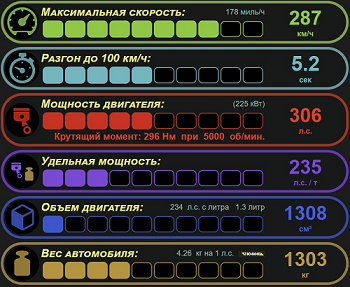 Максимальная скорость: 178 миль/ч 287 км/ч
Разгон до 100 км/ч: 5.2 сек
Мощность двигателя: (225 кВт) 306 л.с.
Крутящий момент: 296 Нм при 5000 об/мин.
Удельная мощность: 235 л.с. / т
Объем двигателя: 234 л.с. с литра 1.3 литр 1308 см³
Вес автомобиля: 4.26 кг на 1 л.с. 1303 кг